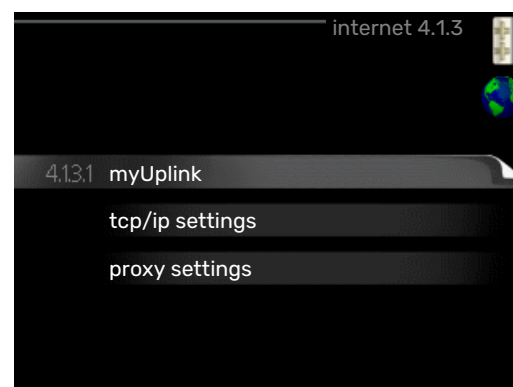 internet 4.1.3
4.1.3.1 myUplink
tcp/ip settings
proxy settings